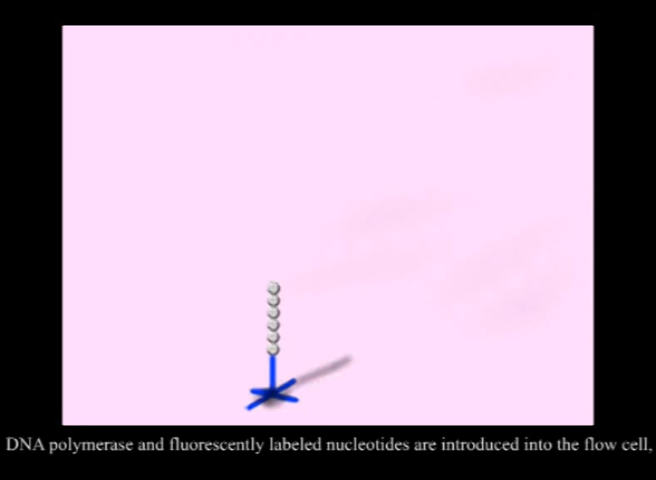 DNA polymerase and fluorescently labeled nucleotides are introduced into the flow cell,